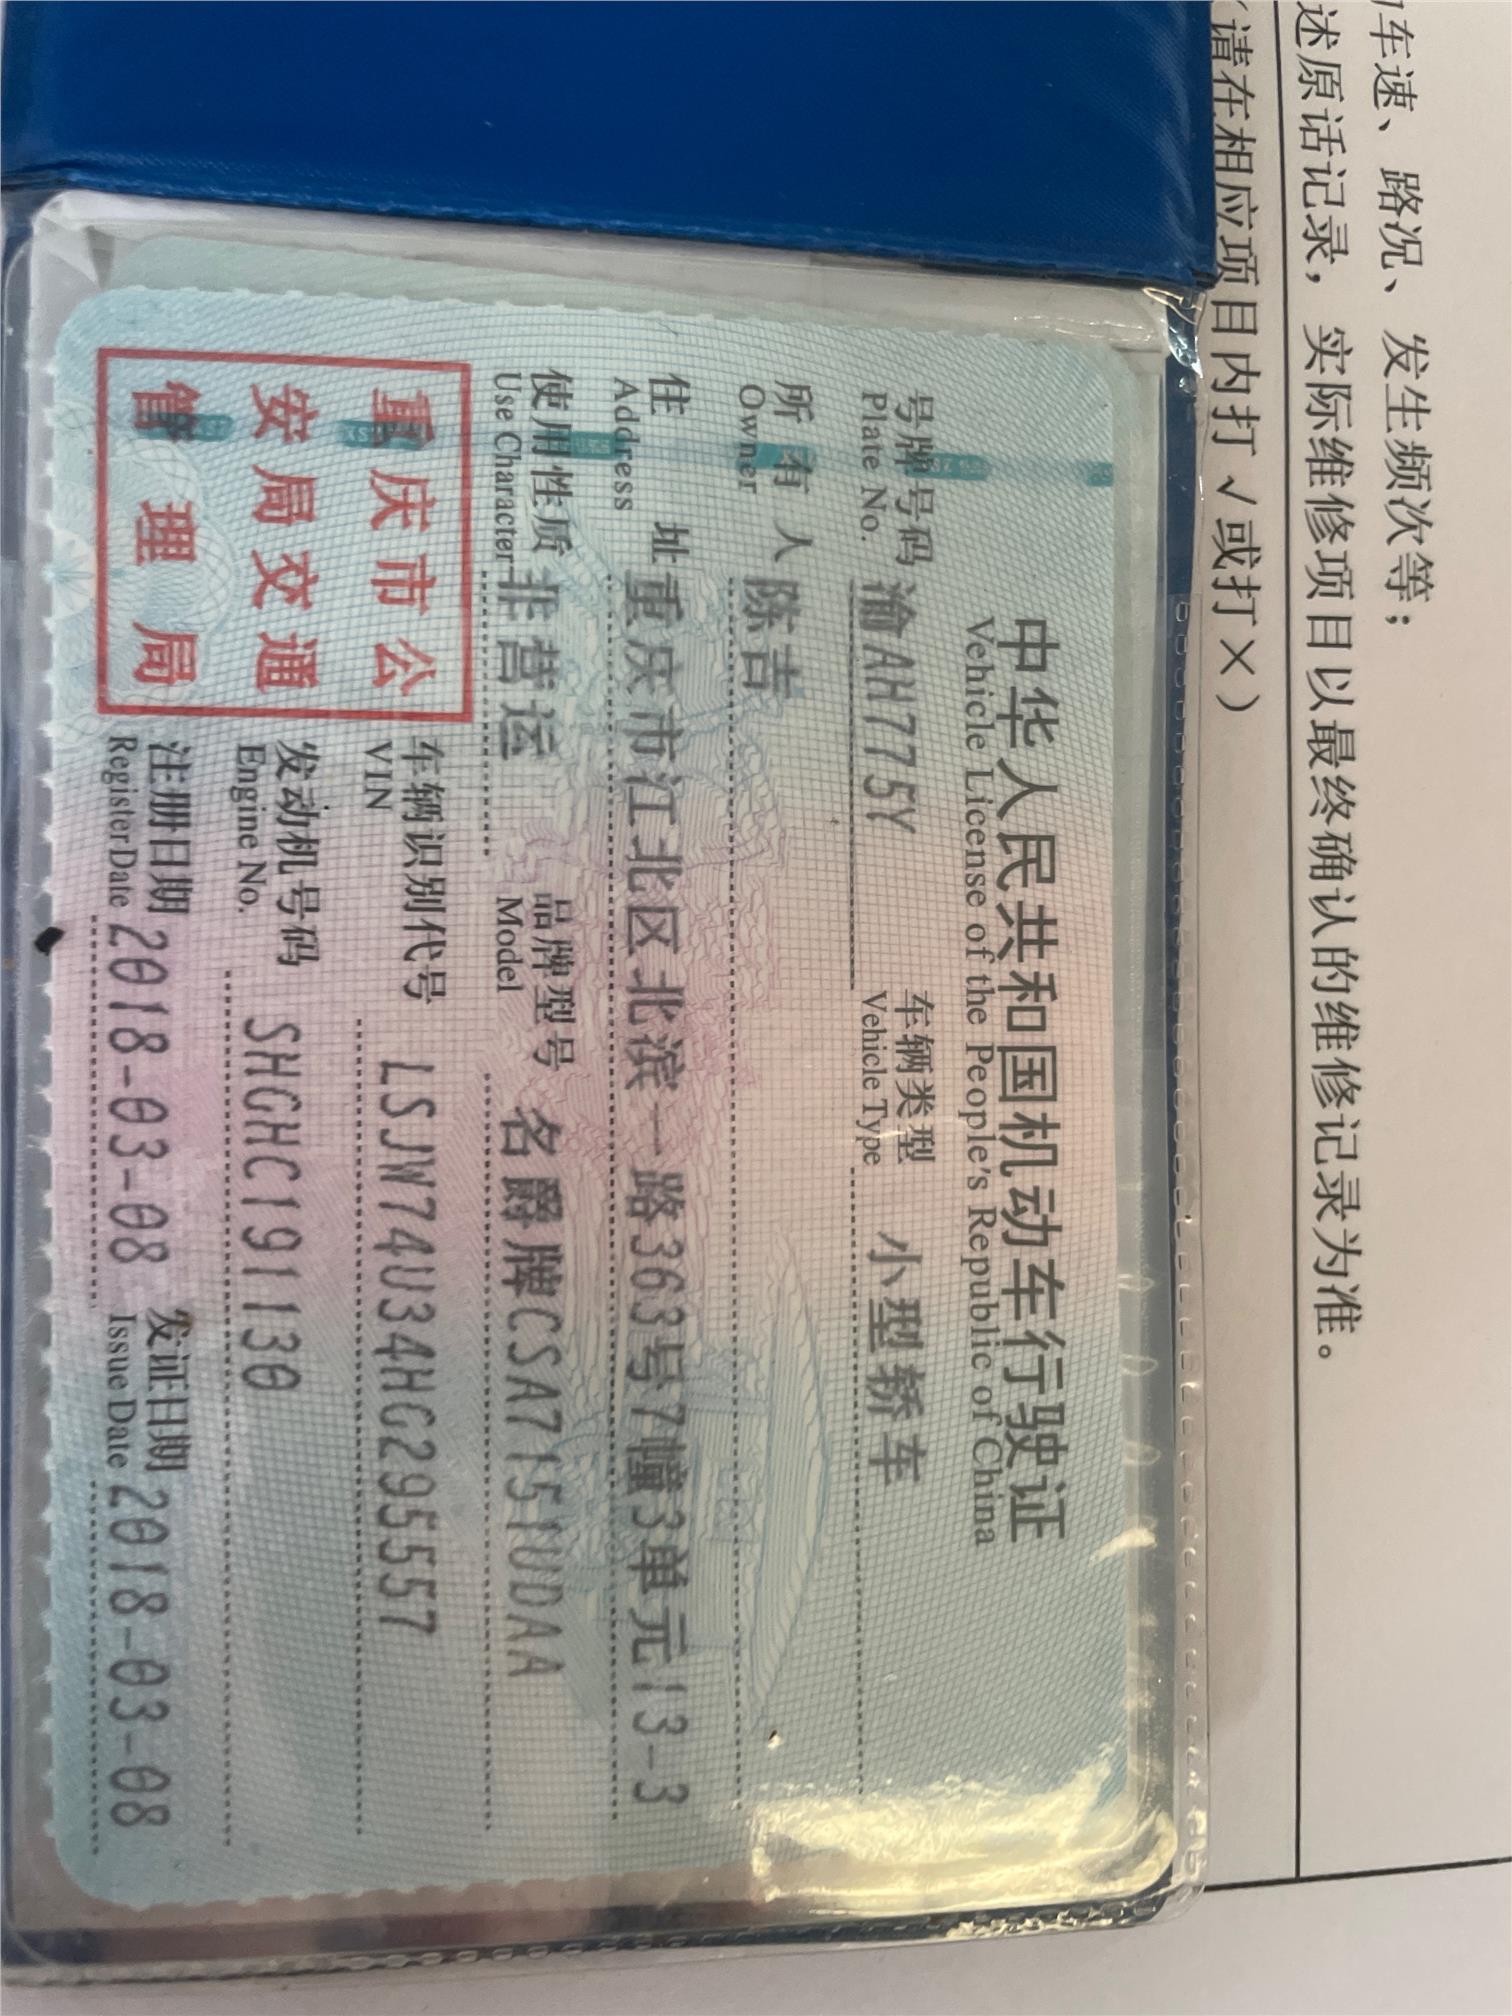 车速、路况、发生频次等；
述原话记录，实际维修项目以最终确认的维修记录为准。
（请在相应项目内打√或打×）
中华人民共和国机动车行驶证
Vehicle License of the People's Republic of China
号牌号码 渝AH775Y 车辆类型 小型轿车
Plate No. Vehicle Type
所有人 陈吉
Owner
住址 重庆市江北区北滨一路363号7幢3单元13-3
Address
使用性质 非营运 品牌型号 名爵牌CSA7151UDAA
Use Character Model
重庆市公
安局交通
管理局
车辆识别代号 LSJW74U34HG295557
VIN
发动机号码 SHGHC191130
Engine No.
注册日期 2018-03-08 发证日期 2018-03-08
Register Date Issue Date